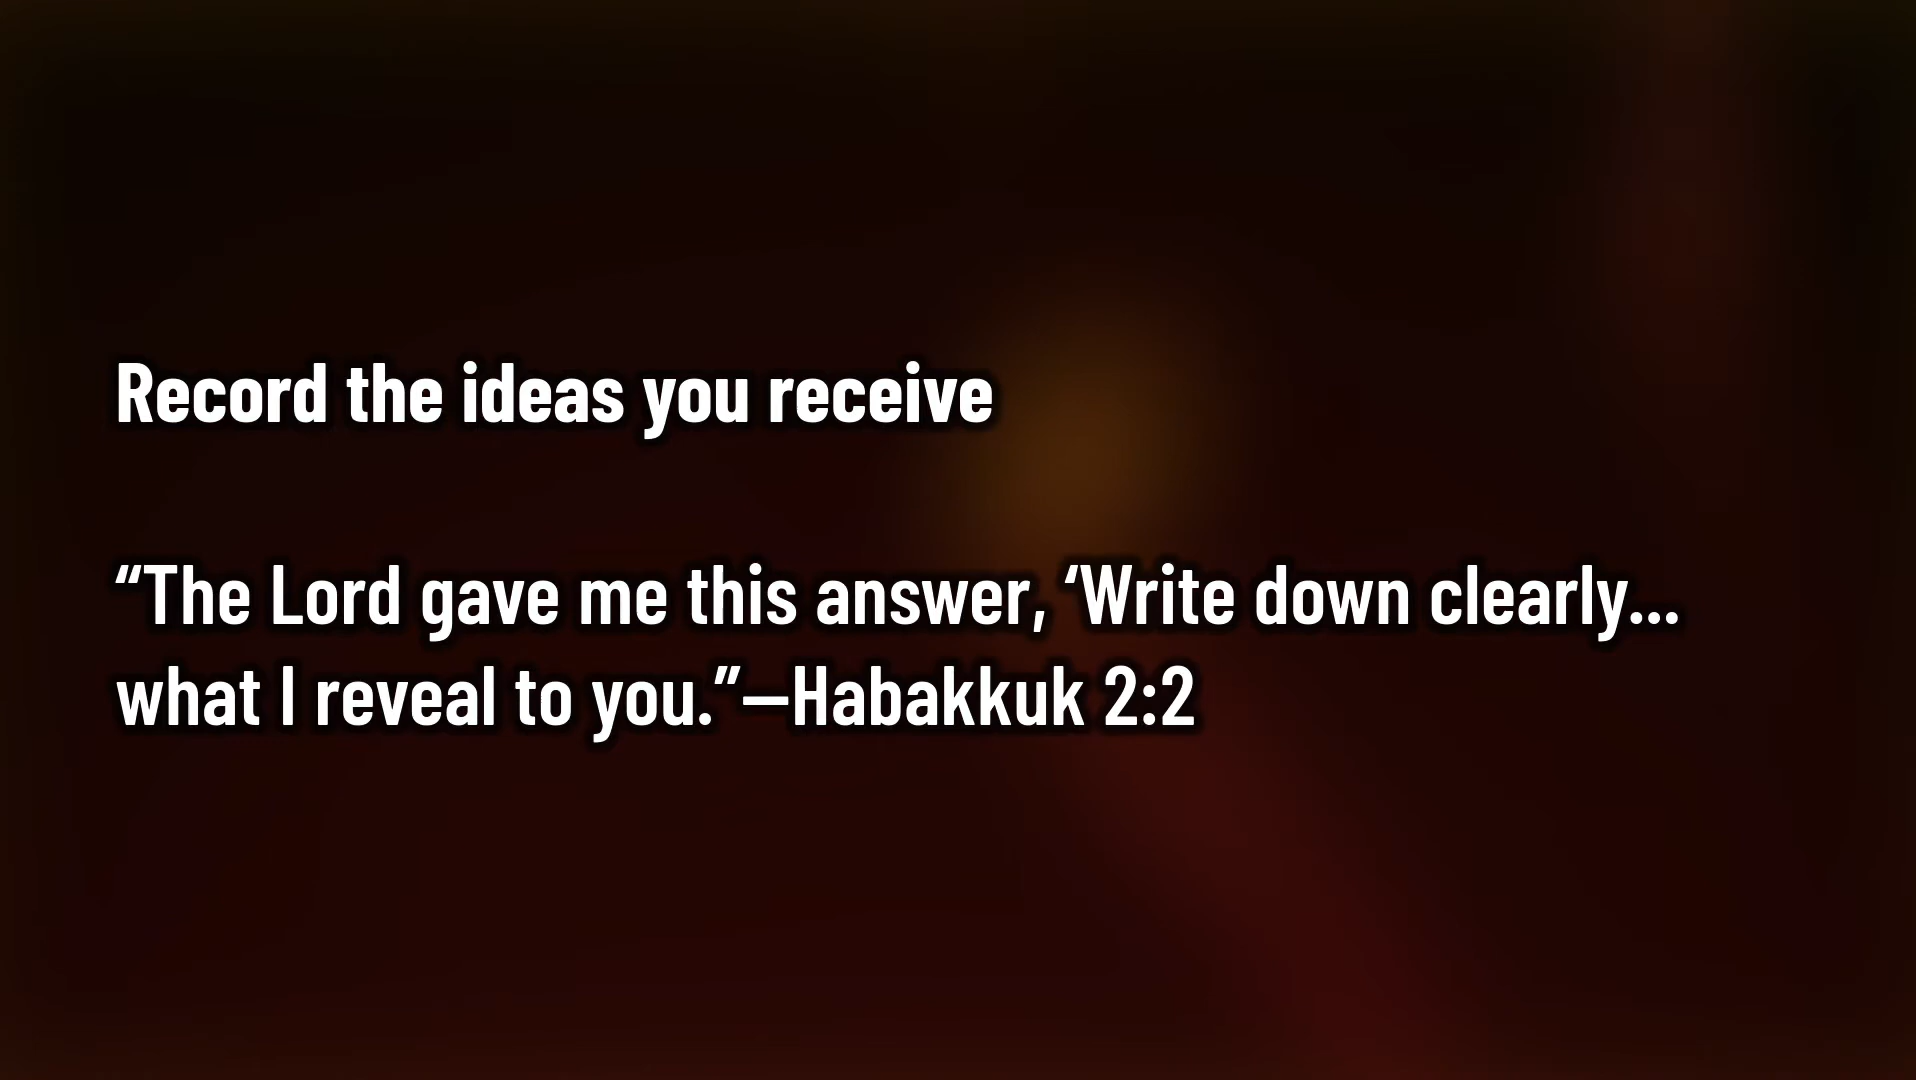 Record the ideas you receive
“The Lord gave me this answer, ‘Write down clearly...
what I reveal to you.”—Habakkuk 2:2